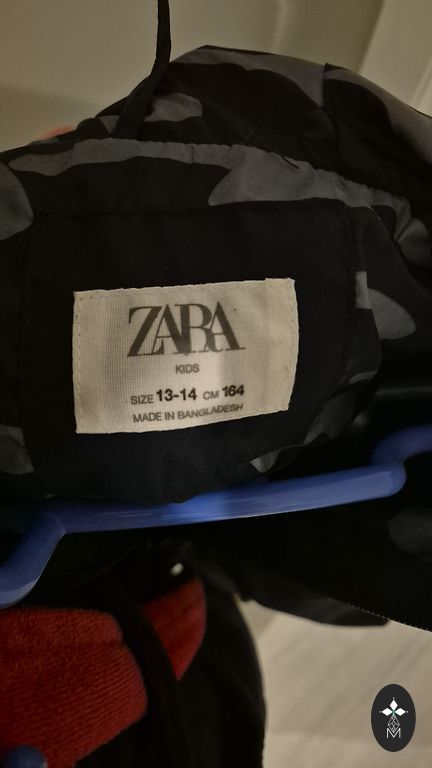 ZARA
KIDS
SIZE 13-14 CM 164
MADE IN BANGLADESH
M